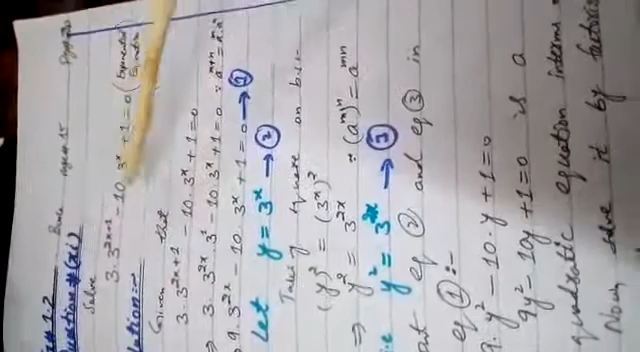 Ex # 1.2 Book
Question # (xi)
Solve
3·3^{2x+1} - 10·3^x + 1 = 0 (Exponential
Given that
3·3^{2x+1} - 10·3^x + 1 = 0
⇒ 3·3^{2x}·3^1 - 10·3^x + 1 = 0 ∵ a^{m+n} = a^m·a^n
9·3^{2x} - 10·3^x + 1 = 0 → ①
Let y = 3^x → ②
Taking square on b.s:-
(y)^2 = (3^x)^2
⇒ y^2 = 3^{2x} ∵ (a^m)^n = a^{mn}
y^2 = 3^{2x} → ③
eq ② and eq ③ in
eq ①:-
9·y^2 - 10·y + 1 = 0
9y^2 - 10y + 1 = 0 is a
quadratic equation in terms
Now, solve it by factriz